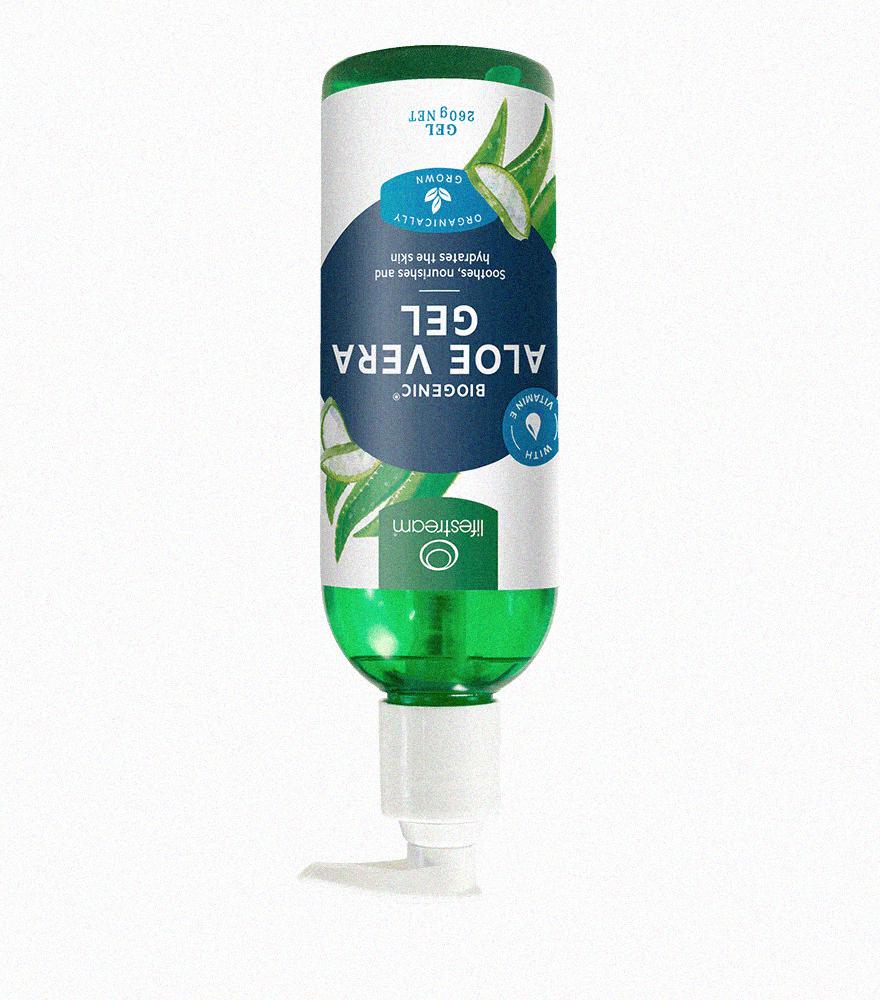 lifestream
WITH
VITAMIN E
BIOGENIC®
ALOE VERA
GEL
Soothes, nourishes and
hydrates the skin
ORGANICALLY
GROWN
GEL
260g NET